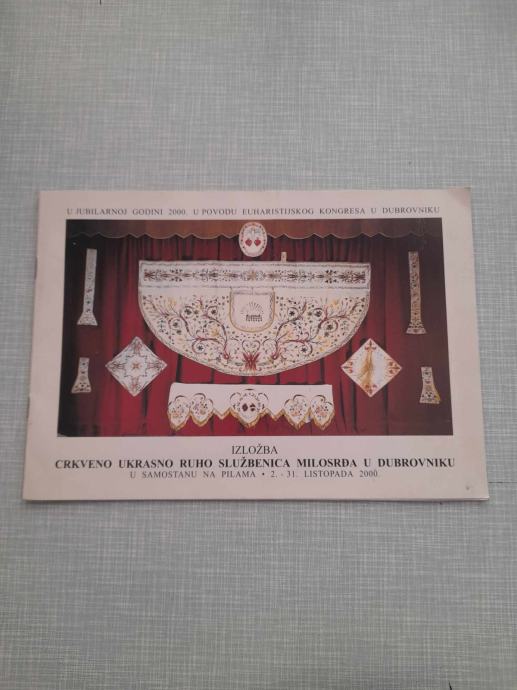 U JUBILARNOJ GODINI 2000. U POVODU EUHARISTIJSKOG KONGRESA U DUBROVNIKU
IZLOŽBA
CRKVENO UKRASNO RUHO SLUŽBENICA MILOSRĐA U DUBROVNIKU
U SAMOSTANU NA PILAMA • 2. - 31. LISTOPADA 2000.